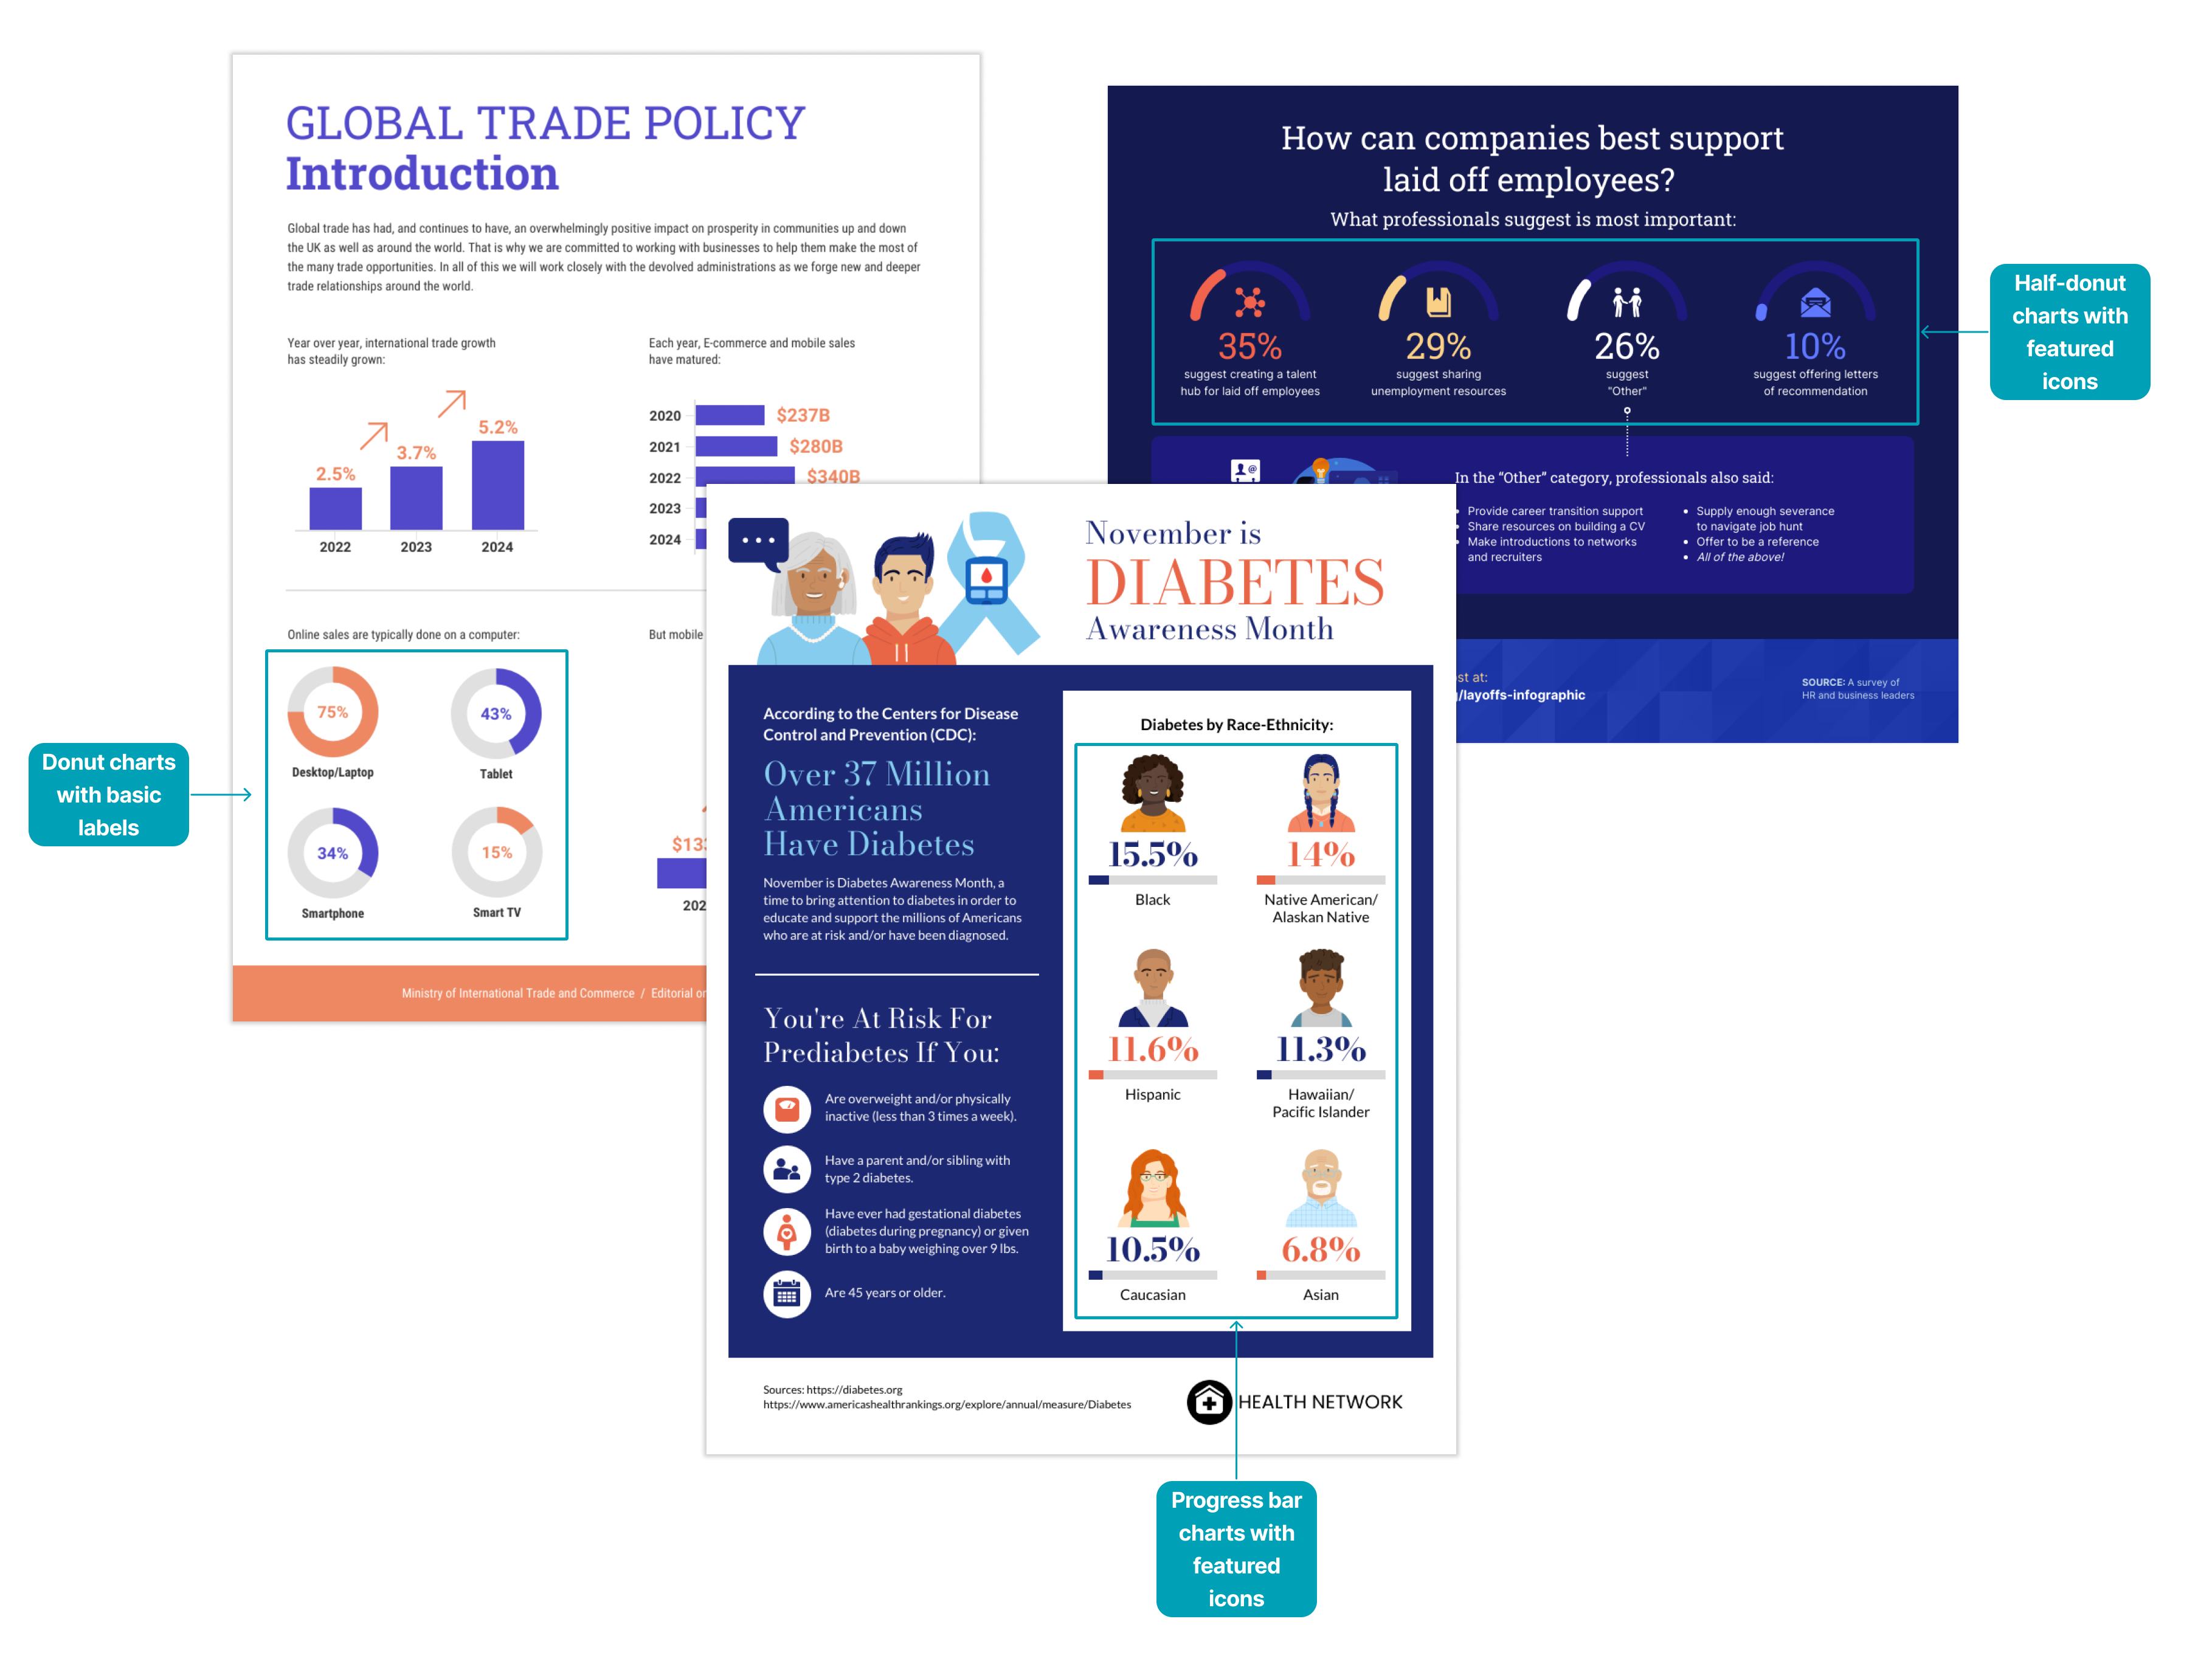 GLOBAL TRADE POLICY
Introduction
Global trade has had, and continues to have, an overwhelmingly positive impact on prosperity in communities up and down
the UK as well as around the world. That is why we are committed to working with businesses to help them make the most of
the many trade opportunities. In all of this we will work closely with the devolved administrations as we forge new and deeper
trade relationships around the world.
Year over year, international trade growth
has steadily grown:
2.5%
3.7%
5.2%
2022
2023
2024
Each year, E-commerce and mobile sales
have matured:
2020 $237B
2021 $280B
2022 $340B
2023
2024
Online sales are typically done on a computer:
75%
Desktop/Laptop
43%
Tablet
34%
Smartphone
15%
Smart TV
But mobile
Ministry of International Trade and Commerce / Editorial
Donut charts
with basic
labels
How can companies best support
laid off employees?
What professionals suggest is most important:
35%
suggest creating a talent
hub for laid off employees
29%
suggest sharing
unemployment resources
26%
suggest
"Other"
10%
suggest offering letters
of recommendation
In the “Other” category, professionals also said:
• Provide career transition support
• Share resources on building a CV
• Make introductions to networks
and recruiters
• Supply enough severance
to navigate job hunt
• Offer to be a reference
• All of the above!
at:
/layoffs-infographic
SOURCE: A survey of
HR and business leaders
Half-donut
charts with
featured
icons
November is
DIABETES
Awareness Month
According to the Centers for Disease
Control and Prevention (CDC):
Over 37 Million
Americans
Have Diabetes
November is Diabetes Awareness Month, a
time to bring attention to diabetes in order to
educate and support the millions of Americans
who are at risk and/or have been diagnosed.
You're At Risk For
Prediabetes If You:
Are overweight and/or physically
inactive (less than 3 times a week).
Have a parent and/or sibling with
type 2 diabetes.
Have ever had gestational diabetes
(diabetes during pregnancy) or given
birth to a baby weighing over 9 lbs.
Are 45 years or older.
Diabetes by Race-Ethnicity:
15.5%
Black
14%
Native American/
Alaskan Native
11.6%
Hispanic
11.3%
Hawaiian/
Pacific Islander
10.5%
Caucasian
6.8%
Asian
Sources: https://diabetes.org
https://www.americashealthrankings.org/explore/annual/measure/Diabetes
HEALTH NETWORK
Progress bar
charts with
featured
icons